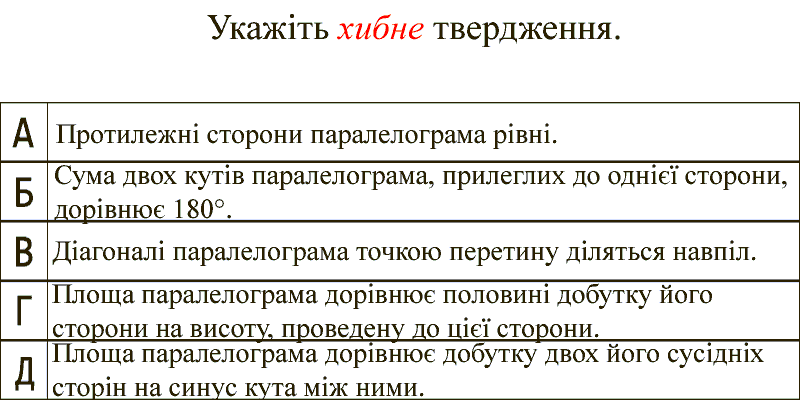 Укажіть хибне твердження.
А Протилежні сторони паралелограма рівні.
Б Сума двох кутів паралелограма, прилеглих до однієї сторони,
дорівнює 180°.
В Діагоналі паралелограма точкою перетину діляться навпіл.
Г Площа паралелограма дорівнює половині добутку його
сторони на висоту, проведену до цієї сторони.
Д Площа паралелограма дорівнює добутку двох його сусідніх
сторін на синус кута між ними.